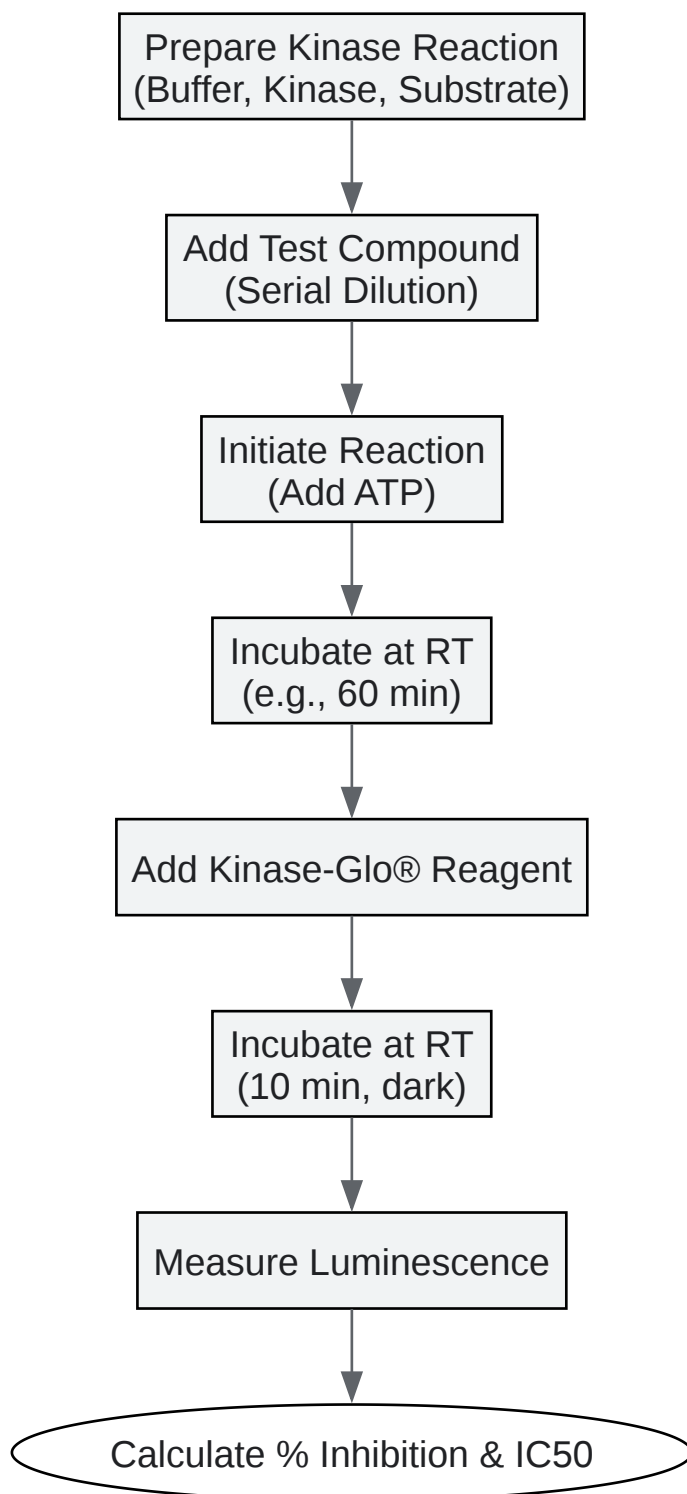 Prepare Kinase Reaction
(Buffer, Kinase, Substrate)
Add Test Compound
(Serial Dilution)
Initiate Reaction
(Add ATP)
Incubate at RT
(e.g., 60 min)
Add Kinase-Glo® Reagent
Incubate at RT
(10 min, dark)
Measure Luminescence
Calculate % Inhibition & IC50